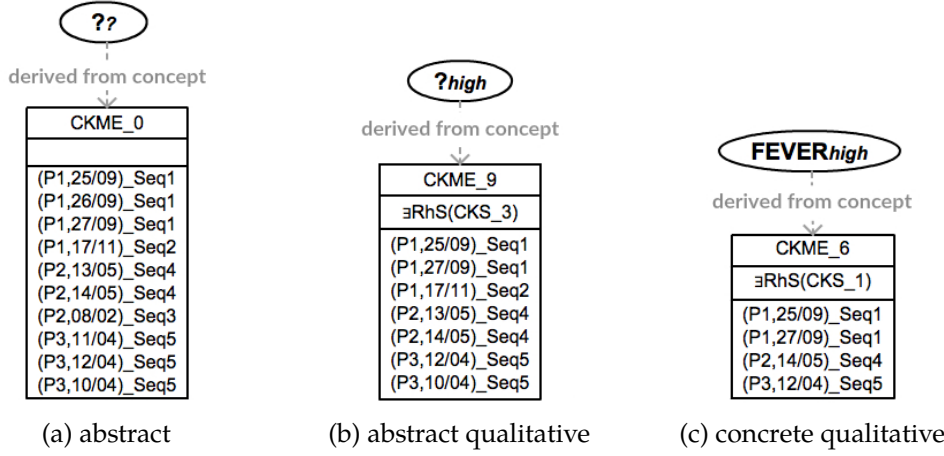 ??
derived from concept
CKME_0
(P1,25/09)_Seq1
(P1,26/09)_Seq1
(P1,27/09)_Seq1
(P1,17/11)_Seq2
(P2,13/05)_Seq4
(P2,14/05)_Seq4
(P2,08/02)_Seq3
(P3,11/04)_Seq5
(P3,12/04)_Seq5
(P3,10/04)_Seq5
(a) abstract
?high
derived from concept
CKME_9
∃RhS(CKS_3)
(P1,25/09)_Seq1
(P1,27/09)_Seq1
(P1,17/11)_Seq2
(P2,13/05)_Seq4
(P2,14/05)_Seq4
(P3,12/04)_Seq5
(P3,10/04)_Seq5
(b) abstract qualitative
FEVERhigh
derived from concept
CKME_6
∃RhS(CKS_1)
(P1,25/09)_Seq1
(P1,27/09)_Seq1
(P2,14/05)_Seq4
(P3,12/04)_Seq5
(c) concrete qualitative